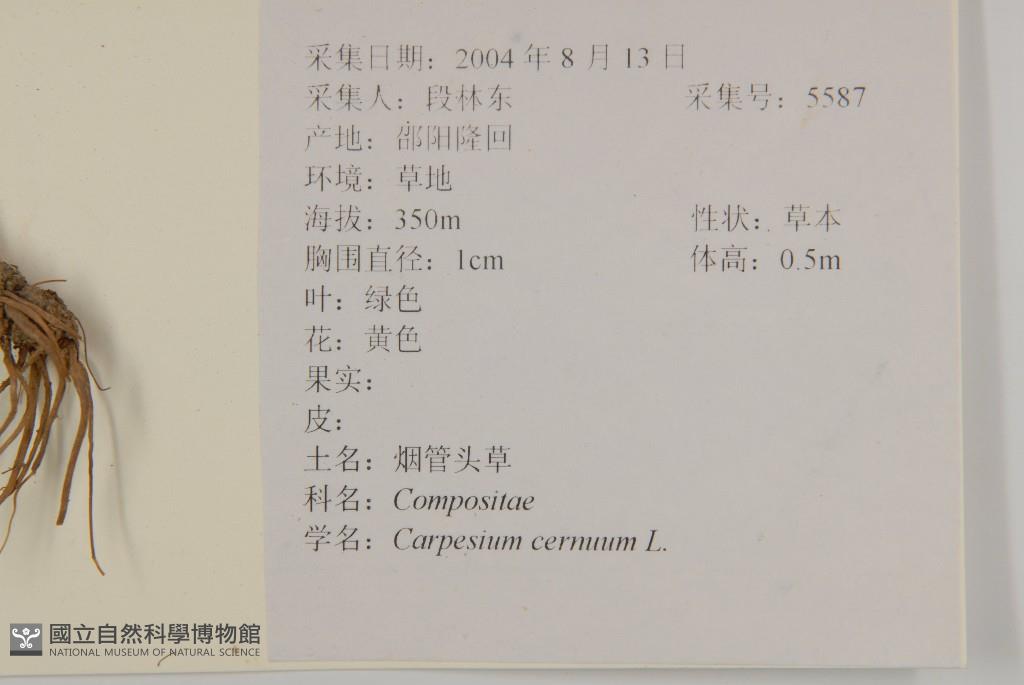 采集日期：2004 年 8 月 13 日
采集人：段林东 采集号：5587
产地：邵阳隆回
环境：草地
海拔：350m 性状：草本
胸围直径：1cm 体高：0.5m
叶：绿色
花：黄色
果实：
皮：
土名：烟管头草
科名：Compositae
学名：Carpesium cernuum L.
國立自然科學博物館
NATIONAL MUSEUM OF NATURAL SCIENCE